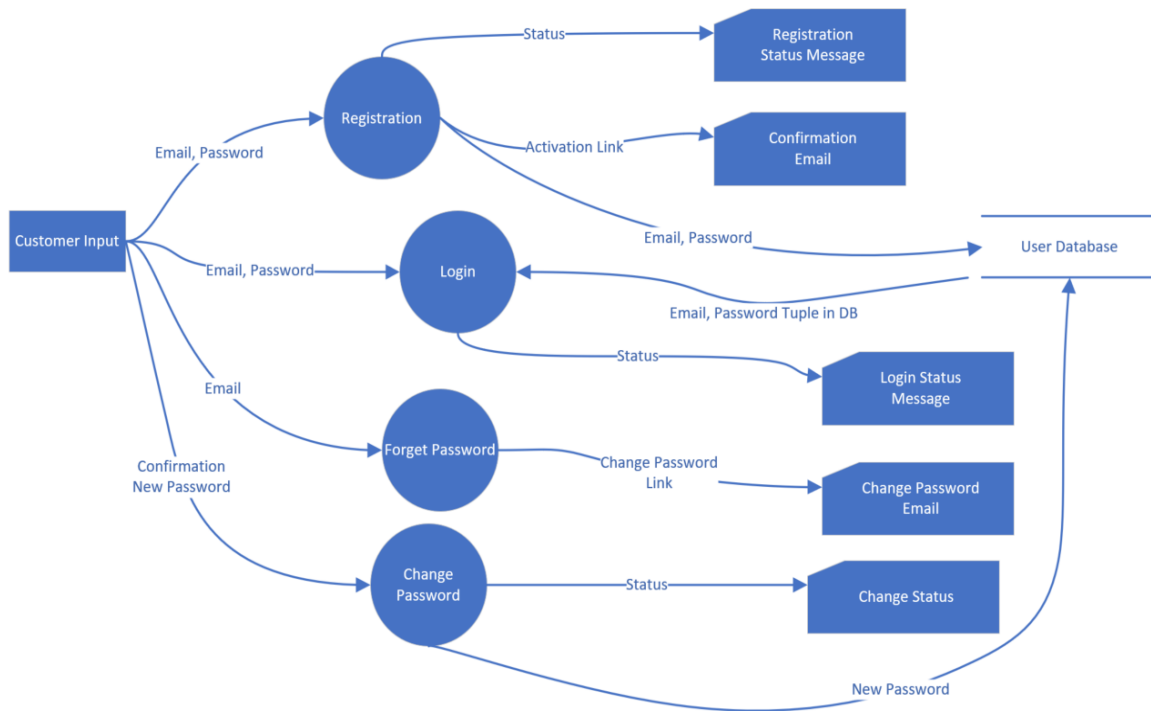 Status
Registration
Status Message
Registration
Activation Link
Confirmation
Email
Email, Password
Customer Input
Email, Password
User Database
Email, Password
Login
Email, Password Tuple in DB
Status
Login Status
Message
Email
Forget Password
Change Password
Link
Change Password
Email
Confirmation
New Password
Change
Password
Status
Change Status
New Password